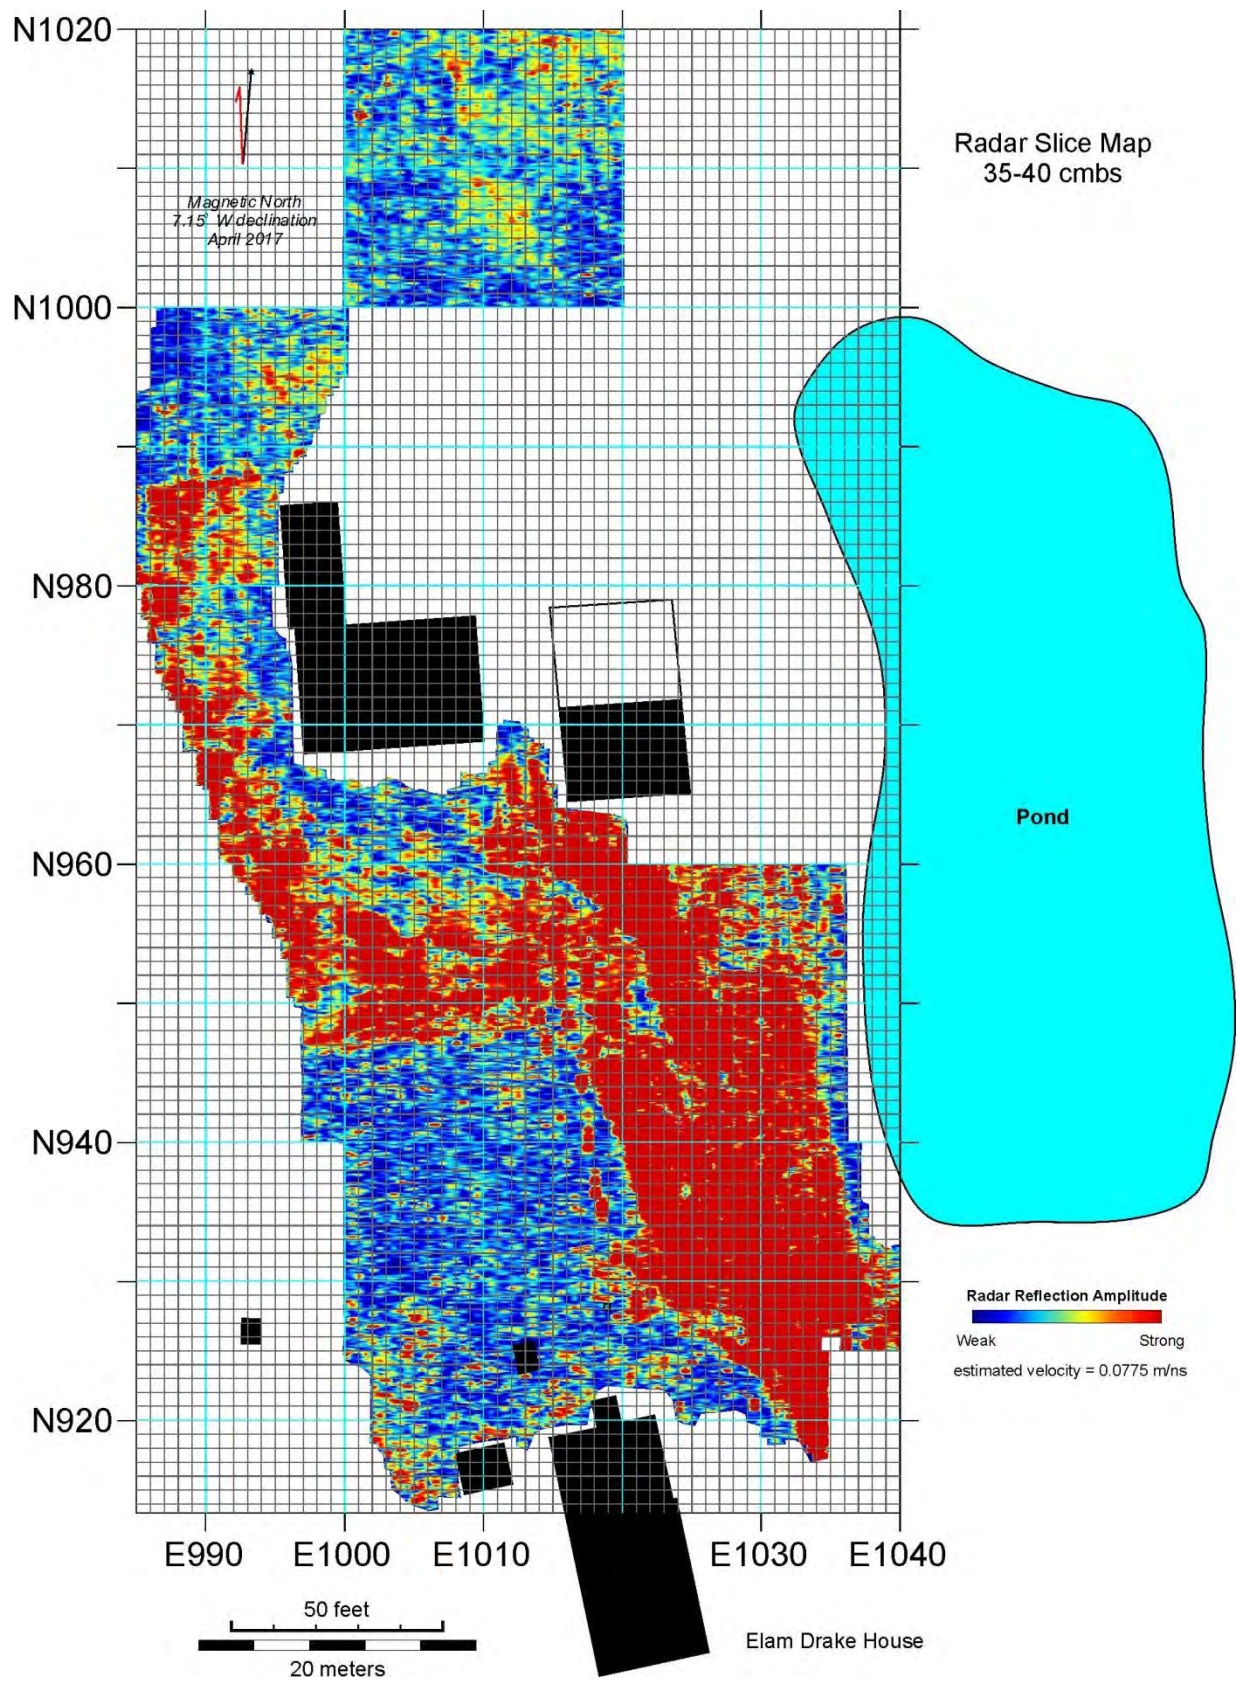 N1020
Radar Slice Map
35-40 cmbs
Magnetic North
7.15° W declination
April 2017
N1000
N980
Pond
N960
N940
Radar Reflection Amplitude
Weak
Strong
estimated velocity = 0.0775 m/ns
N920
E990
E1000
E1010
E1030
E1040
50 feet
20 meters
Elam Drake House